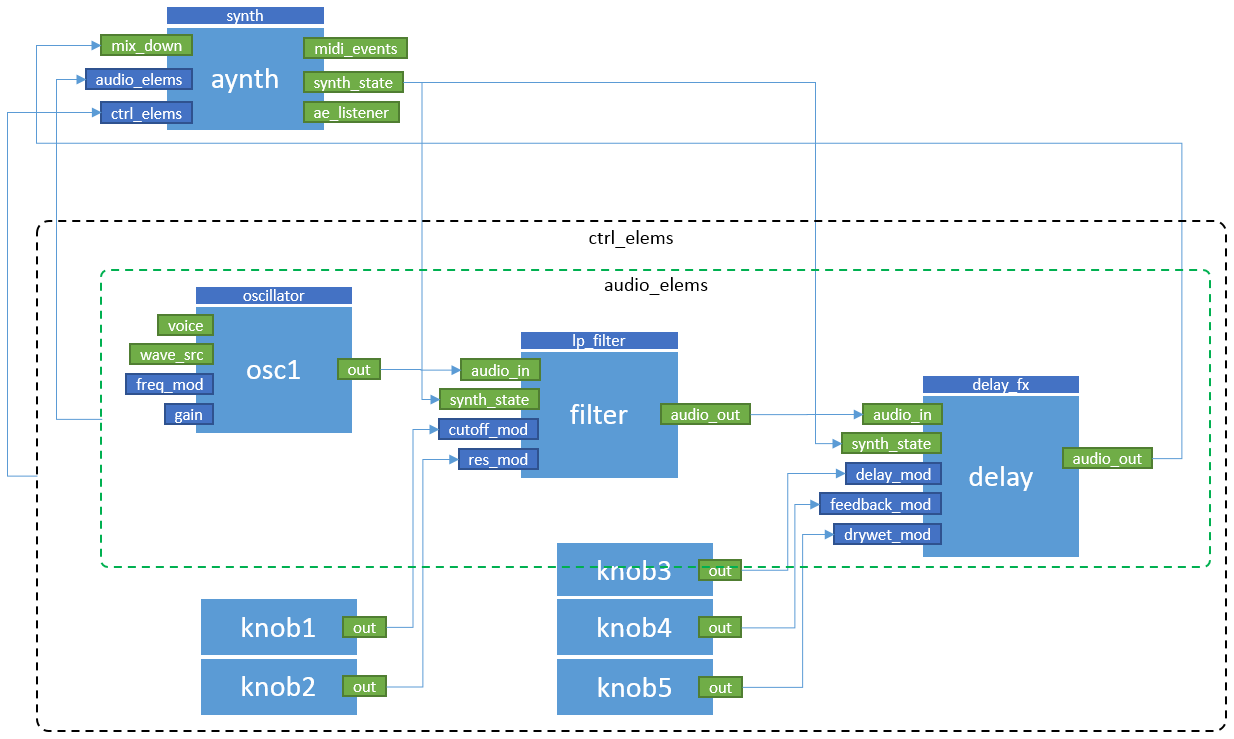 synth
mix_down
audio_elems
ctrl_elems
aynth
midi_events
synth_state
ae_listener
ctrl_elems
audio_elems
oscillator
voice
wave_src
freq_mod
gain
osc1
out
lp_filter
audio_in
synth_state
cutoff_mod
res_mod
filter
audio_out
delay_fx
audio_in
synth_state
delay_mod
feedback_mod
drywet_mod
delay
audio_out
knob1
out
knob2
out
knob3
out
knob4
out
knob5
out